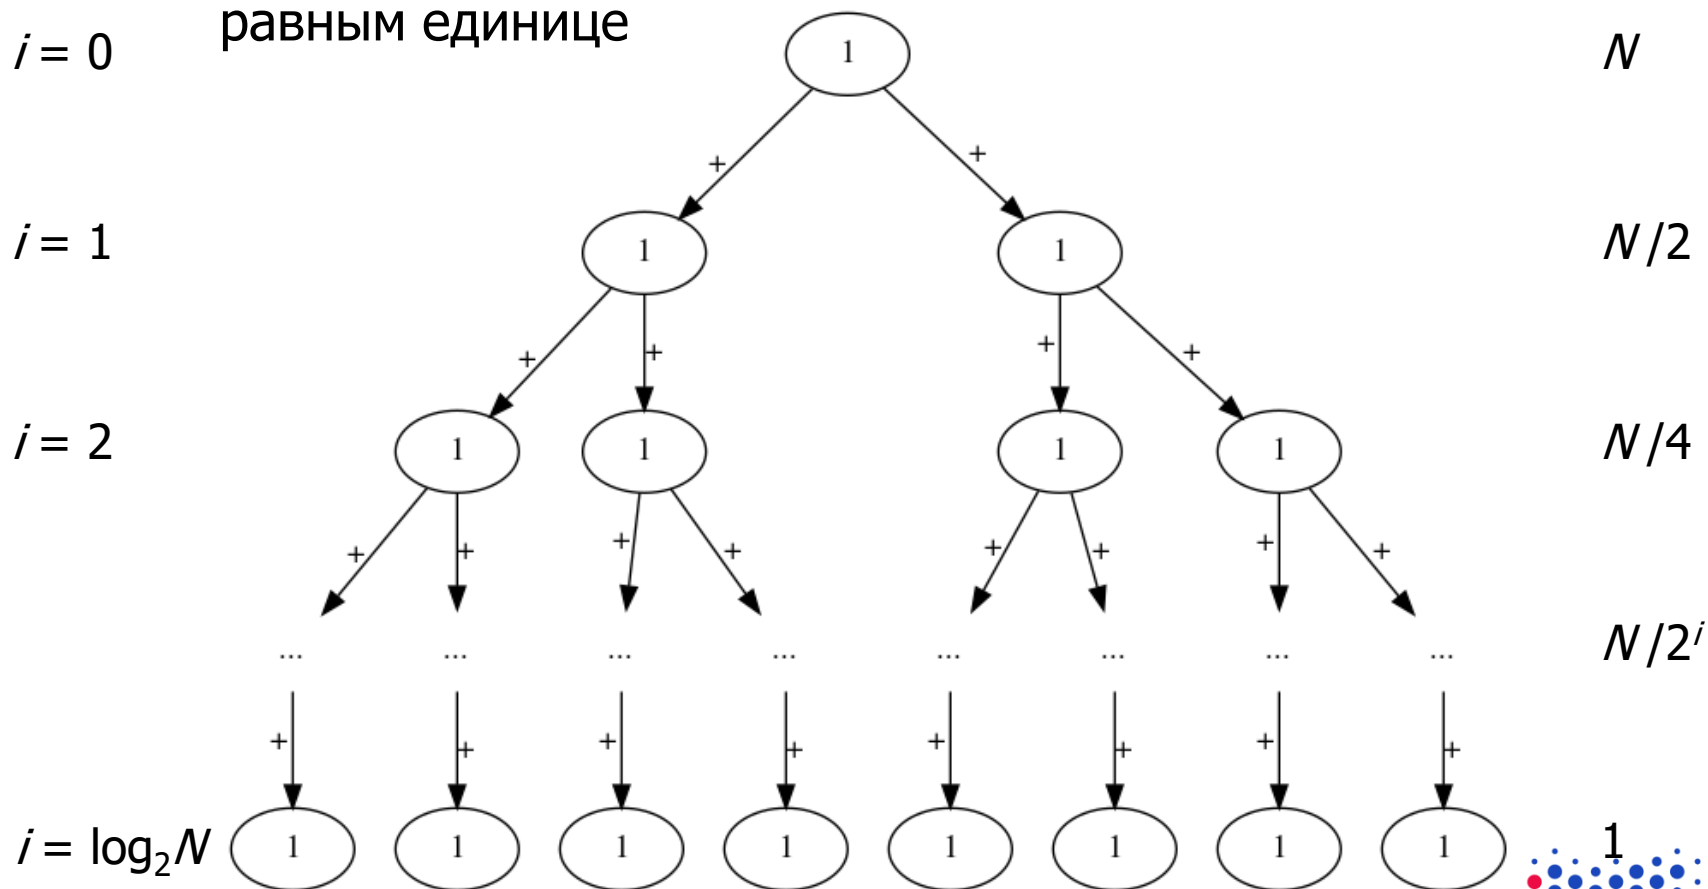 равным единице
i = 0 1 N
+ +
i = 1 1 1 N/2
+ + + +
i = 2 1 1 1 1 N/4
+ + + + + + + +
... ... ... ... ... ... ... ... N/2ⁱ
+ + + + + + + +
i = log₂N 1 1 1 1 1 1 1 1 1